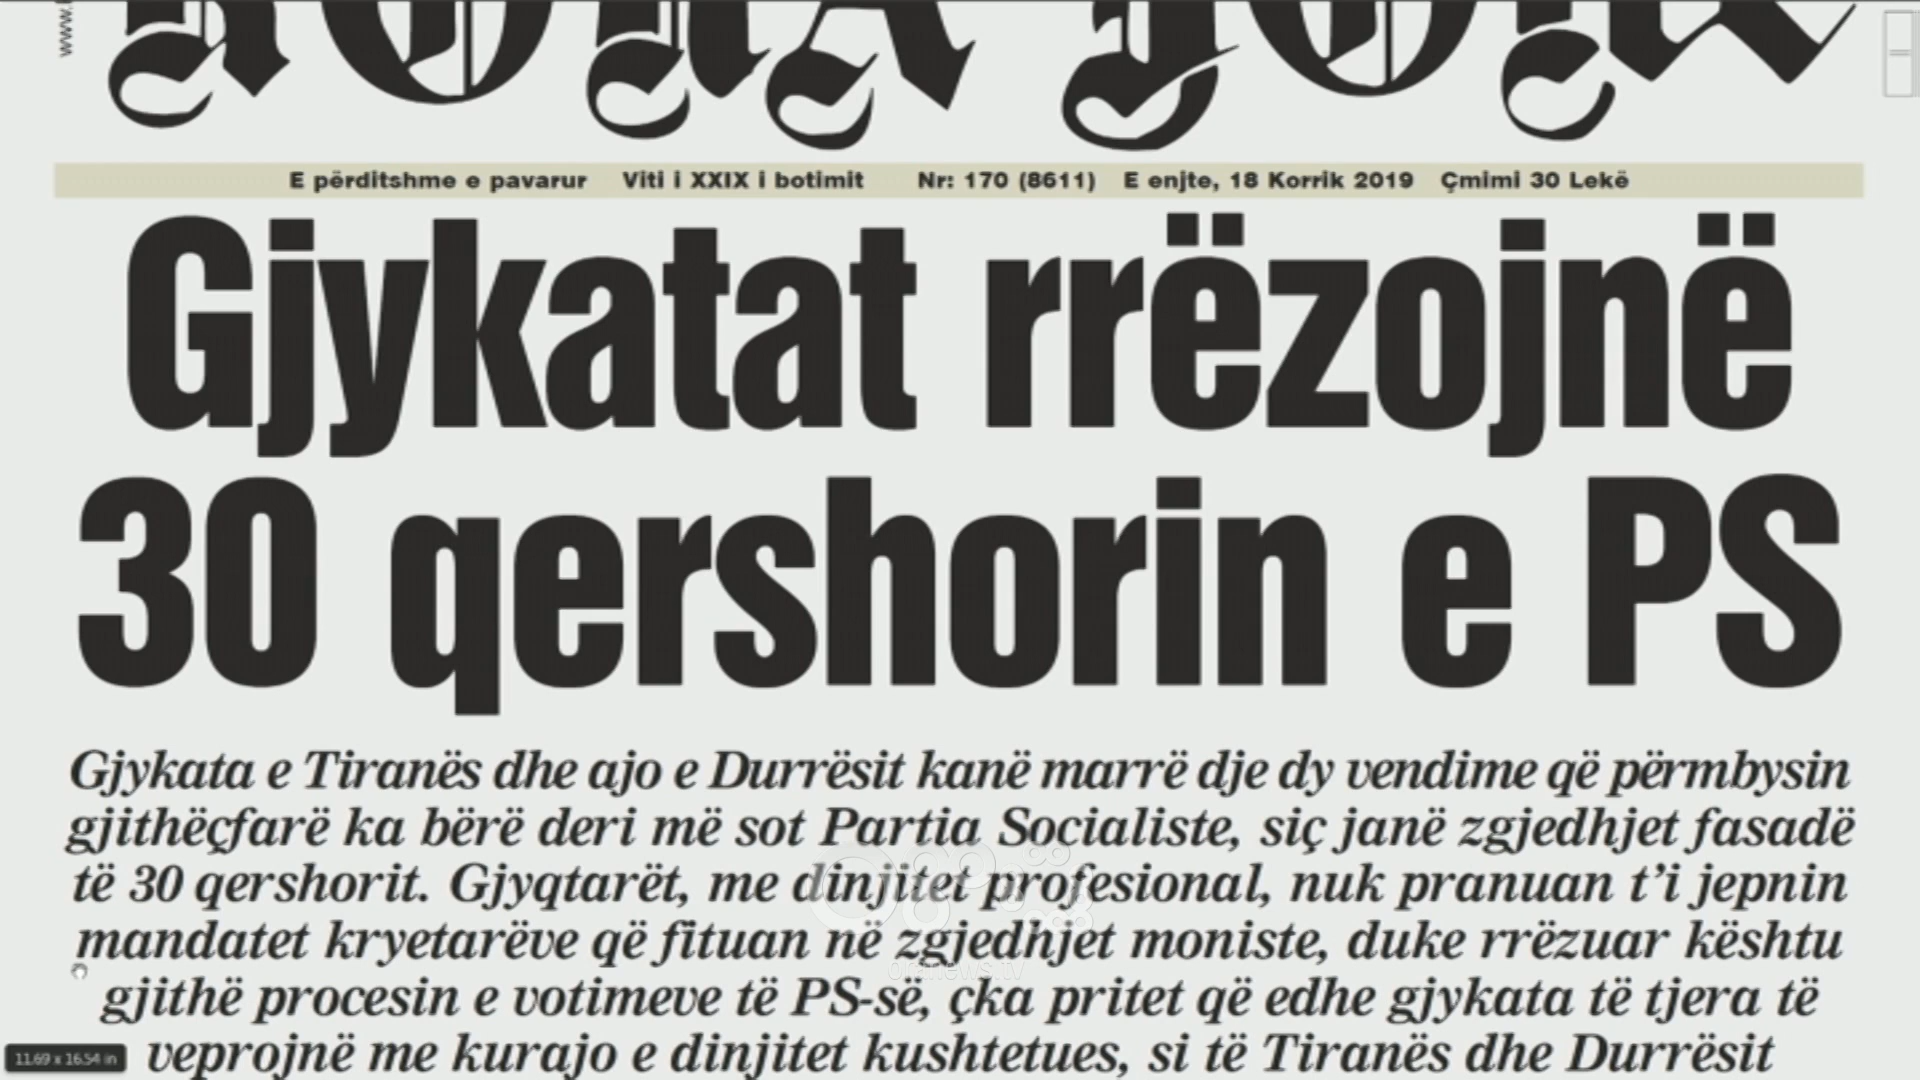 E përditshme e pavarur Viti i XXIX i botimit Nr: 170 (8611) E enjte, 18 Korrik 2019 Çmimi 30 Lekë
Gjykatat rrëzojnë
30 qershorin e PS
Gjykata e Tiranës dhe ajo e Durrësit kanë marrë dje dy vendime që përmbysin
gjithëçfarë ka bërë deri më sot Partia Socialiste, siç janë zgjedhjet fasadë
të 30 qershorit. Gjyqtarët, me dinjitet profesional, nuk pranuan t’i jepnin
mandatet kryetarëve që fituan në zgjedhjet moniste, duke rrëzuar kështu
oranews.tv
gjithë procesin e votimeve të PS-së, çka pritet që edhe gjykata të tjera të
veprojnë me kurajo e dinjitet kushtetues, si të Tiranës dhe Durrësit
11.69 x 16.54 in
www.